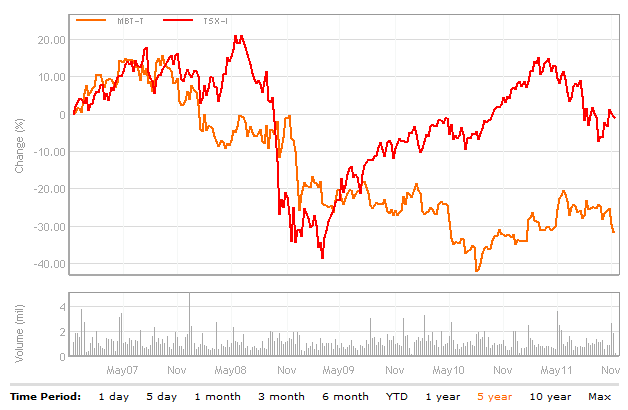 MBT-T TSX-I
20.00
10.00
0
-10.00
-20.00
-30.00
-40.00
Change (%)
4
2
0
Volume (mil)
May07 Nov May08 Nov May09 Nov May10 Nov May11 Nov
Time Period: 1 day 5 day 1 month 3 month 6 month YTD 1 year 5 year 10 year Max